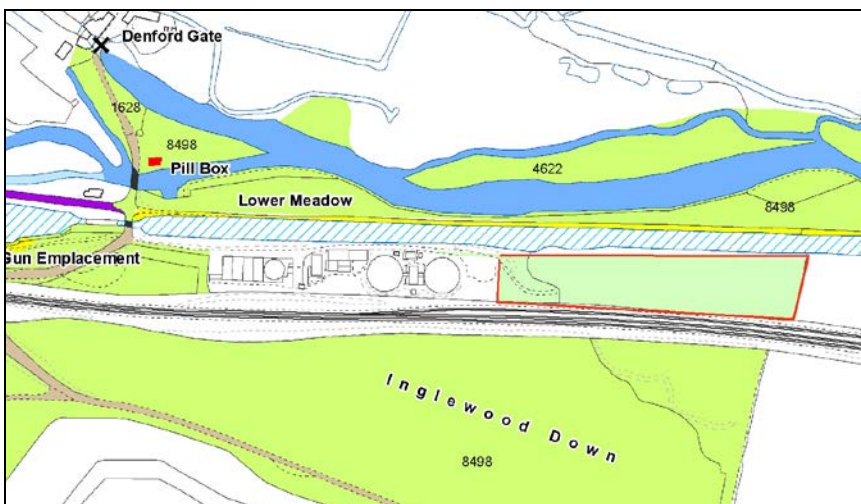 Denford Gate
1628
8498
Pill Box
4622
Lower Meadow
8498
Gun Emplacement
Inglewood Down
8498